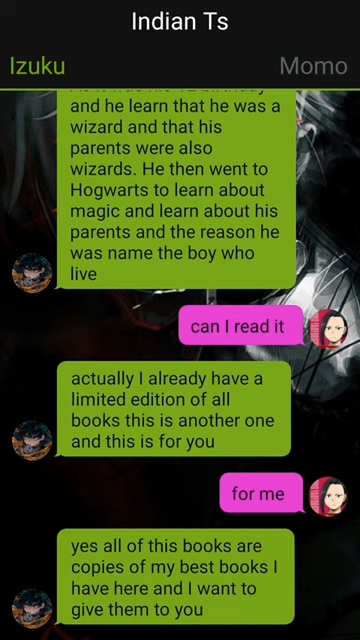 Indian Ts
Izuku
Momo
and he learn that he was a
wizard and that his
parents were also
wizards. He then went to
Hogwarts to learn about
magic and learn about his
parents and the reason he
was name the boy who
live
can I read it
actually I already have a
limited edition of all
books this is another one
and this is for you
for me
yes all of this books are
copies of my best books I
have here and I want to
give them to you